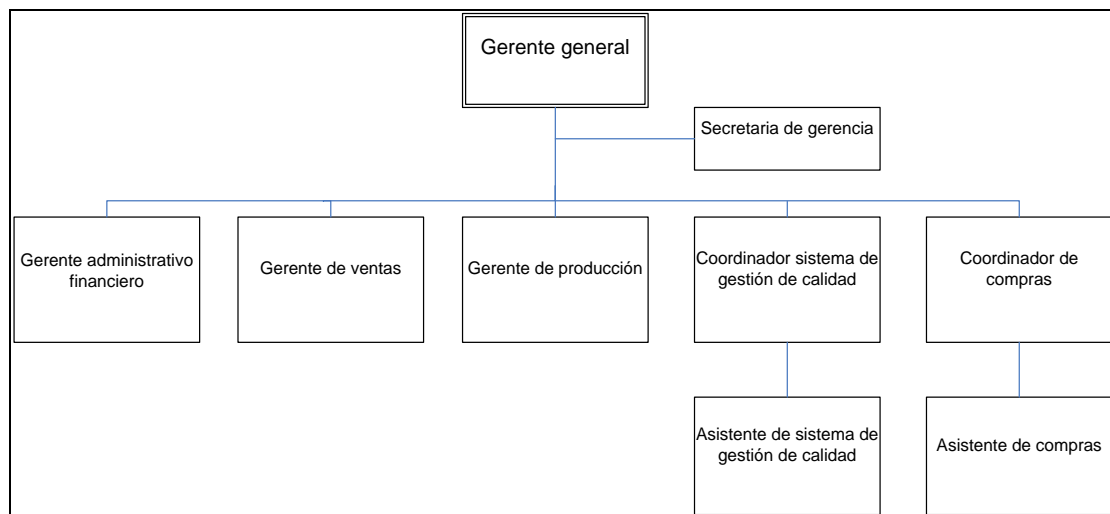 Gerente general
Secretaria de gerencia
Gerente administrativo
financiero
Gerente de ventas
Gerente de producción
Coordinador sistema de
gestión de calidad
Coordinador de
compras
Asistente de sistema de
gestión de calidad
Asistente de compras